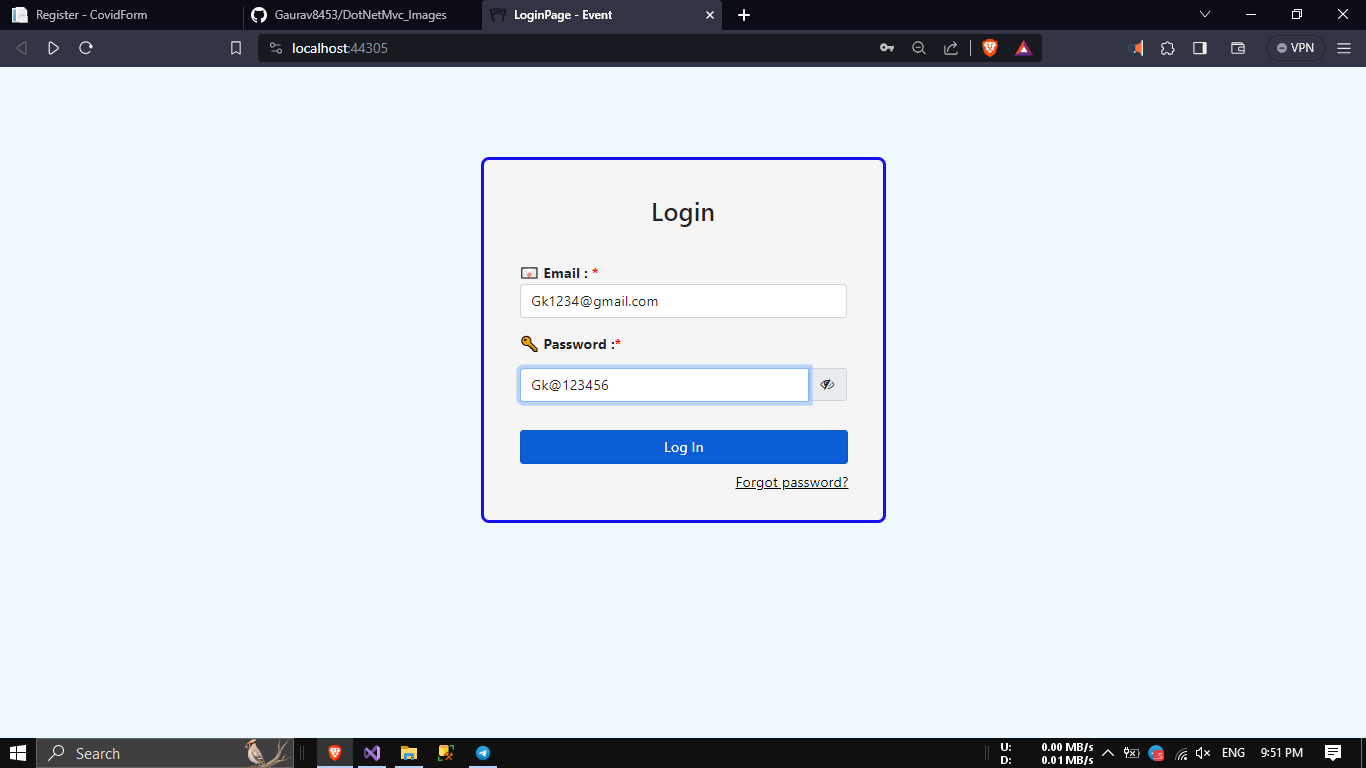 Register - CovidForm
Gaurav8453/DotNetMvc_Images
LoginPage - Event
localhost:44305
VPN
Login
Email : *
Gk1234@gmail.com
Password :*
Gk@123456
Log In
Forgot password?
Search
U: 0.00 MB/s
D: 0.01 MB/s
ENG
9:51 PM